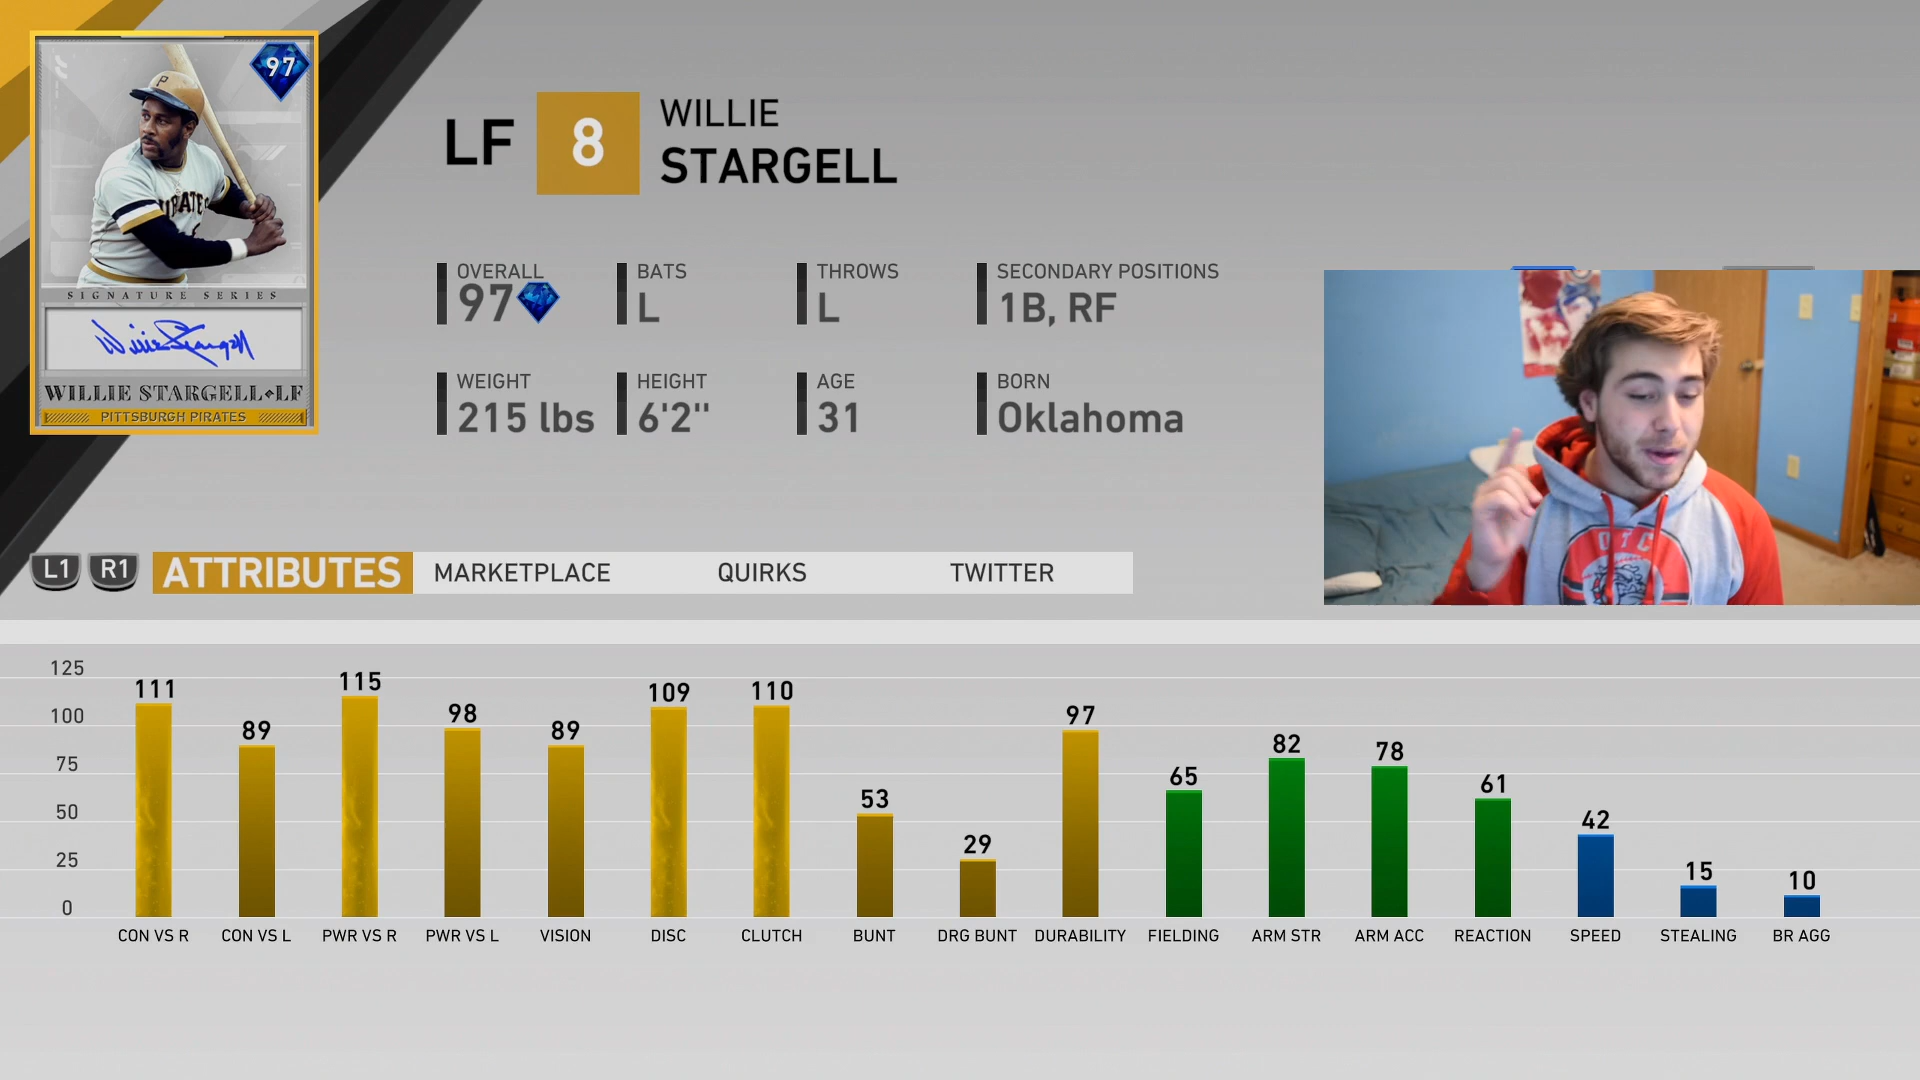 97
P
PIRATES
SIGNATURE SERIES
Willie Stargell
WILLIE STARGELL LF
PITTSBURGH PIRATES
LF
8
WILLIE
STARGELL
OVERALL
97
BATS
L
THROWS
L
SECONDARY POSITIONS
1B, RF
WEIGHT
215 lbs
HEIGHT
6'2"
AGE
31
BORN
Oklahoma
OTC
L1 R1 ATTRIBUTES MARKETPLACE QUIRKS TWITTER
125
100
75
50
25
0
111 89 115 98 89 109 110 53 29 97 65 82 78 61 42 15 10
CON VS R CON VS L PWR VS R PWR VS L VISION DISC CLUTCH BUNT DRG BUNT DURABILITY FIELDING ARM STR ARM ACC REACTION SPEED STEALING BR AGG